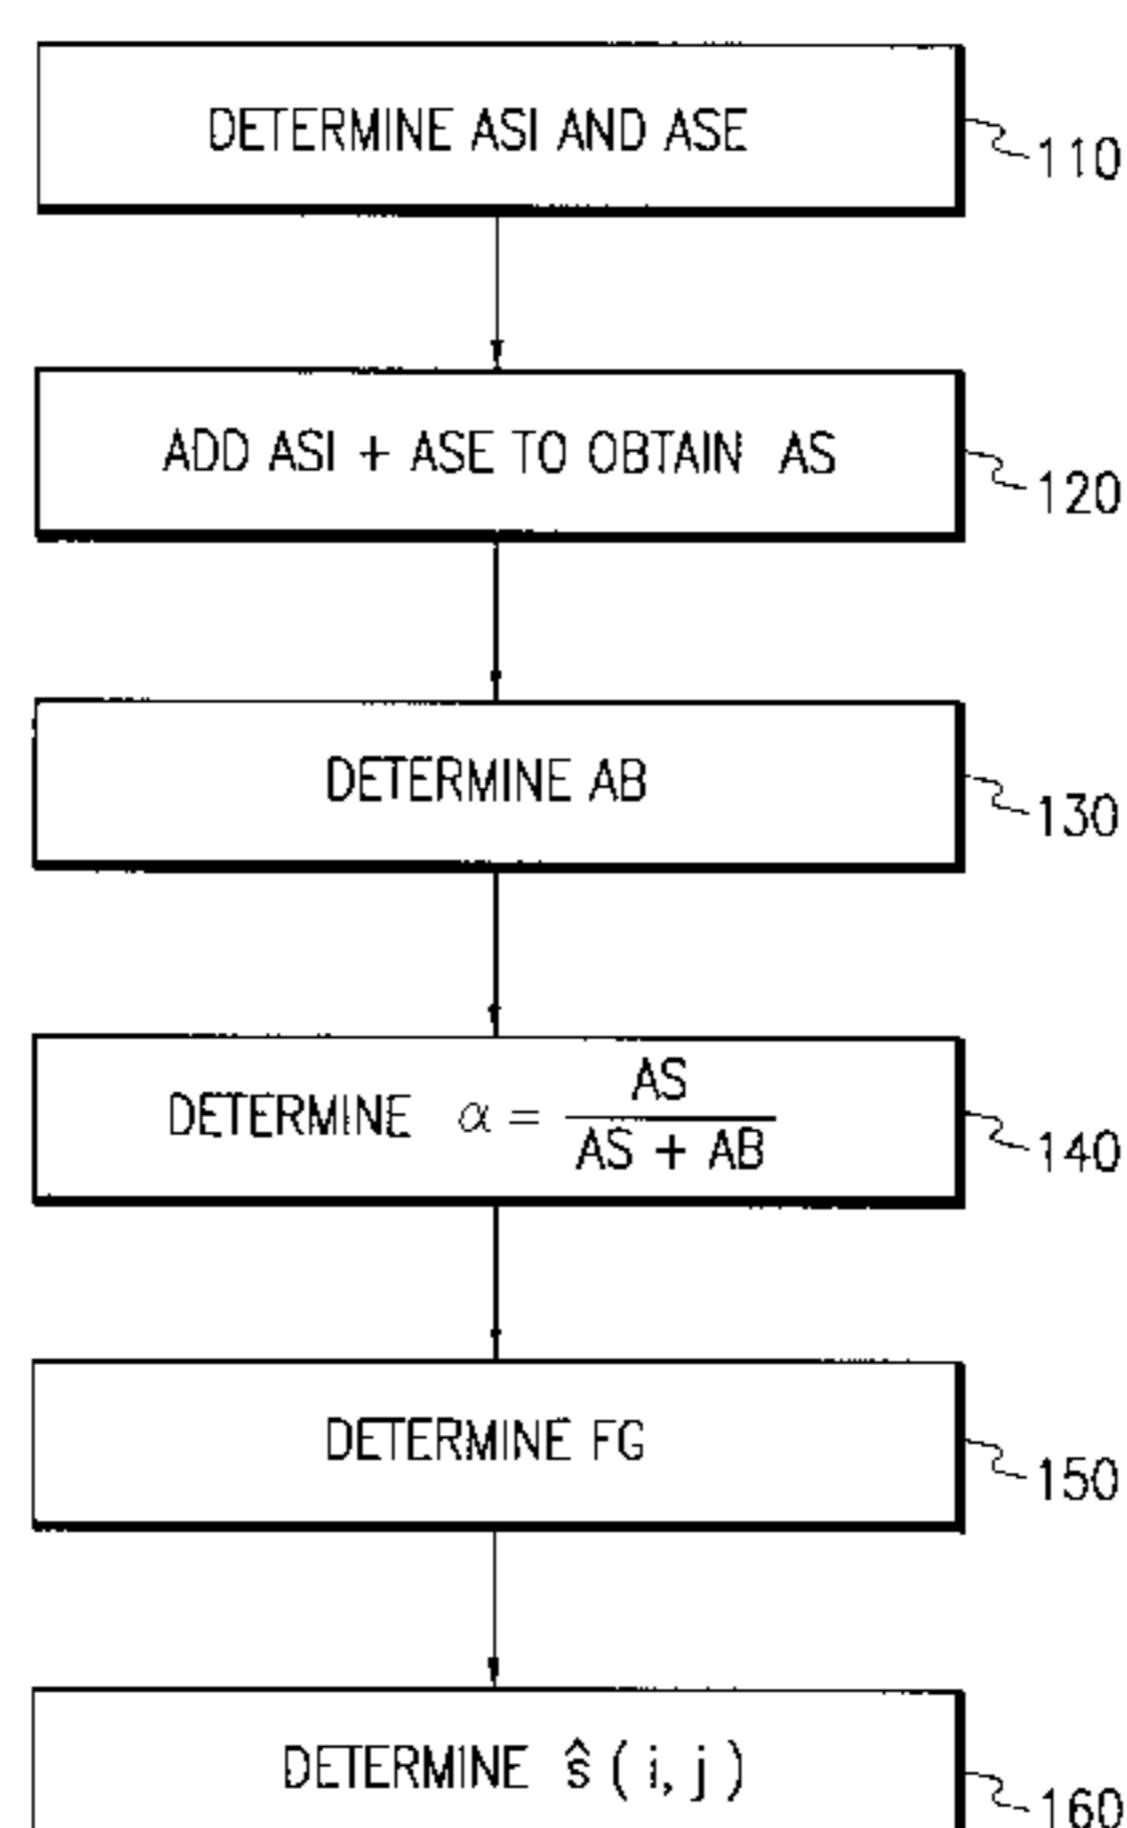 DETERMINE ASI AND ASE
110
ADD ASI + ASE TO OBTAIN AS
120
DETERMINE AB
130
DETERMINE α = AS / AS + AB
140
DETERMINE FG
150
DETERMINE ŝ ( i, j )
160